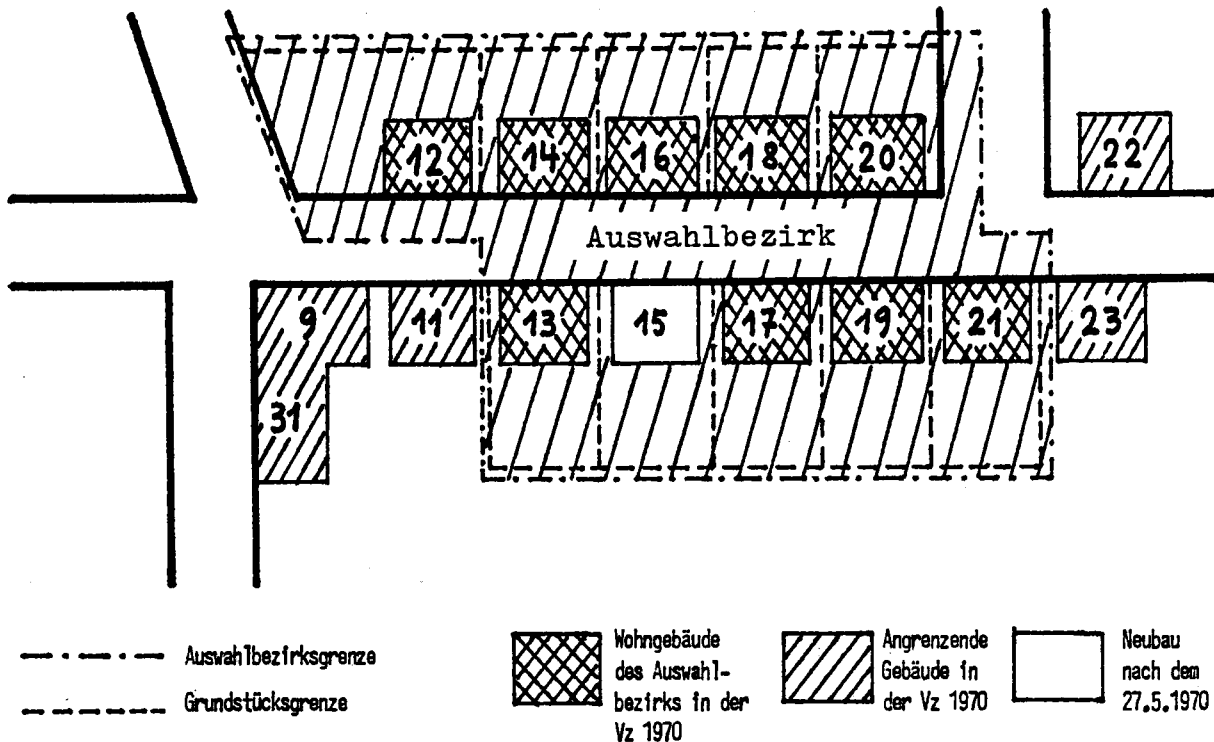 12 14 16 18 20 22
Auswahlbezirk
9 11 13 15 17 19 21 23
31
Auswahlbezirksgrenze
Grundstücksgrenze
Wohngebäude
des Auswahl-
bezirks in der
Vz 1970
Angrenzende
Gebäude in
der Vz 1970
Neubau
nach dem
27.5.1970